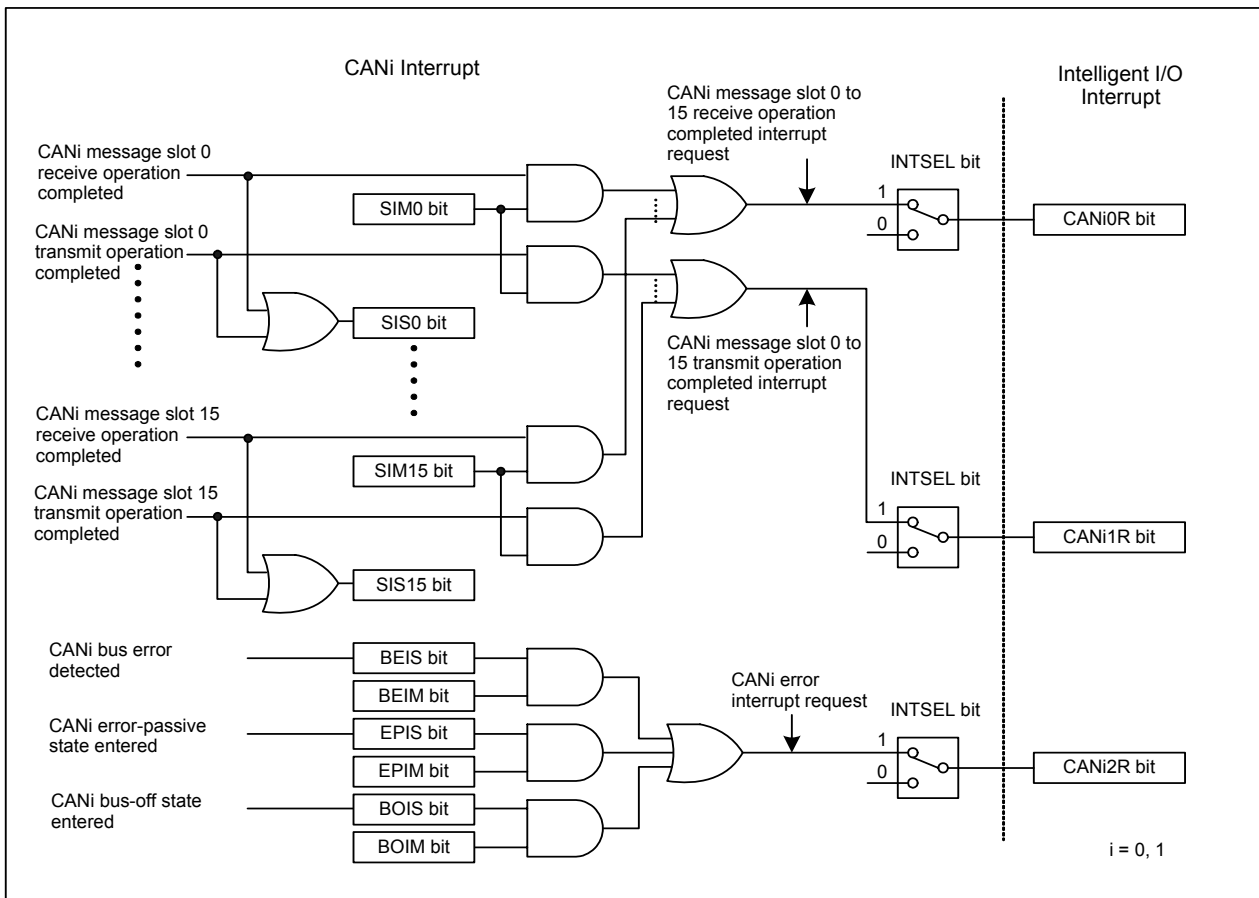 CANi Interrupt
Intelligent I/O
Interrupt
CANi message slot 0 to
15 receive operation
completed interrupt
request
CANi message slot 0
receive operation
completed
INTSEL bit
1
0
SIM0 bit
CANi0R bit
CANi message slot 0
transmit operation
completed
SIS0 bit
CANi message slot 0 to
15 transmit operation
completed interrupt
request
CANi message slot 15
receive operation
completed
SIM15 bit
INTSEL bit
1
0
CANi1R bit
CANi message slot 15
transmit operation
completed
SIS15 bit
CANi bus error
detected
BEIS bit
BEIM bit
CANi error
interrupt request
CANi error-passive
state entered
EPIS bit
EPIM bit
INTSEL bit
1
0
CANi2R bit
CANi bus-off state
entered
BOIS bit
BOIM bit
i = 0, 1